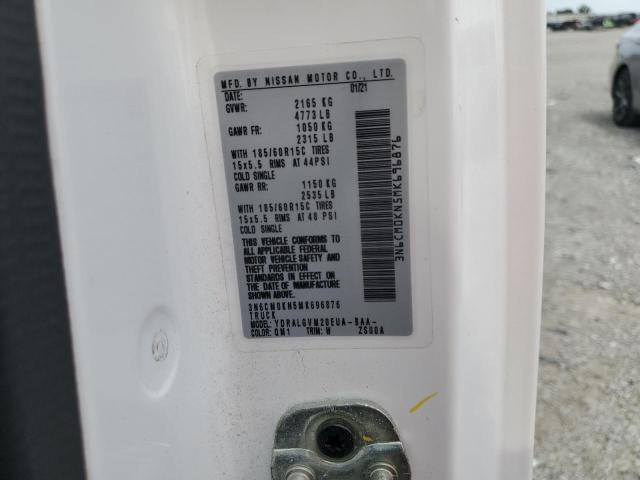 MFD. BY NISSAN MOTOR CO., LTD.
DATE: 01/21
GVWR: 2165 KG
4773 LB
GAWR FR: 1050 KG
2315 LB
WITH 185/60R15C TIRES
15x5.5 RIMS AT 44PSI
COLD SINGLE
GAWR RR: 1150 KG
2535 LB
WITH 185/60R15C TIRES
15x5.5 RIMS AT 48 PSI
COLD SINGLE
THIS VEHICLE CONFORMS TO
ALL APPLICABLE FEDERAL
MOTOR VEHICLE SAFETY AND
THEFT PREVENTION
STANDARDS IN EFFECT ON
THE DATE OF MANUFACTURE
SHOWN ABOVE.
3N6CM0KN5MK696876
TRUCK
MODEL: YDRALGVM20EUA-BAA-
COLOR: QM1 TRIM: W ZS00A
3N6CM0KN5MK696876